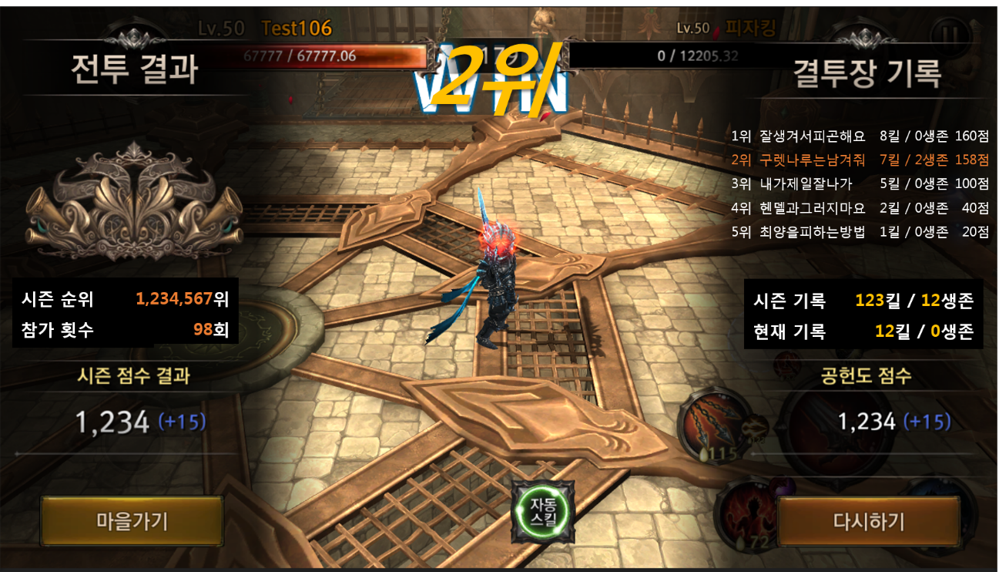 Lv.50 Test106
67777 / 67777.06
Lv.50 피자킹
0 / 12205.32
179
2위
WIN
전투 결과
시즌 순위 1,234,567위
참가 횟수 98회
시즌 점수 결과
1,234 (+15)
마을가기
자동
스킬
결투장 기록
1위 잘생겨서피곤해요 8킬 / 0생존 160점
2위 구렛나루는남겨줘 7킬 / 2생존 158점
3위 내가제일잘나가 5킬 / 0생존 100점
4위 헨델과그러지마요 2킬 / 0생존 40점
5위 최양을피하는방법 1킬 / 0생존 20점
시즌 기록 123킬 / 12생존
현재 기록 12킬 / 0생존
공헌도 점수
1,234 (+15)
115
72
다시하기